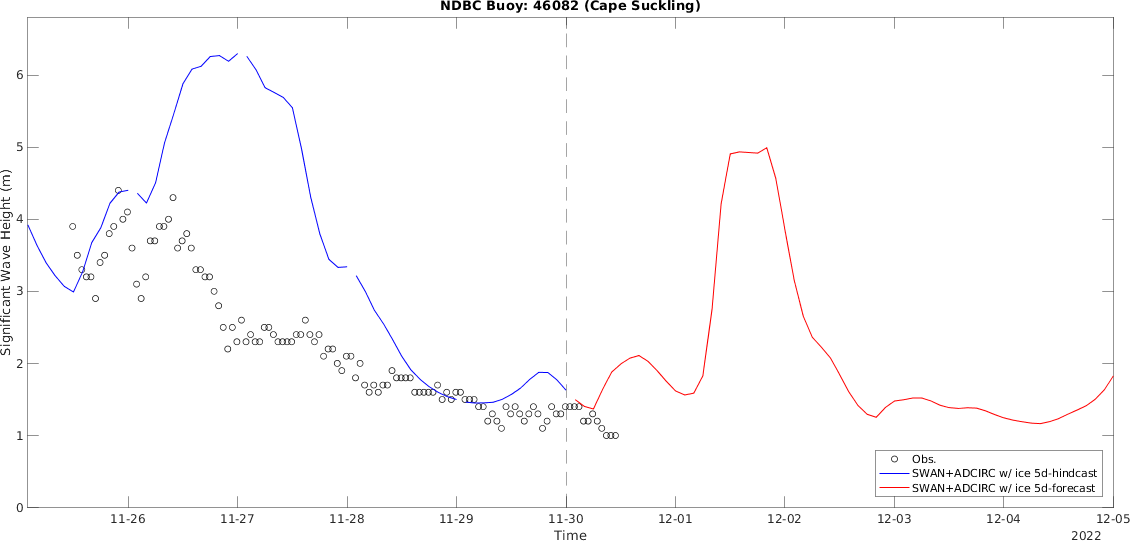 NDBC Buoy: 46082 (Cape Suckling)
Significant Wave Height (m)
6
5
4
3
2
1
0
Obs.
SWAN+ADCIRC w/ ice 5d-hindcast
SWAN+ADCIRC w/ ice 5d-forecast
11-26 11-27 11-28 11-29 11-30 12-01 12-02 12-03 12-04 12-05
Time
2022